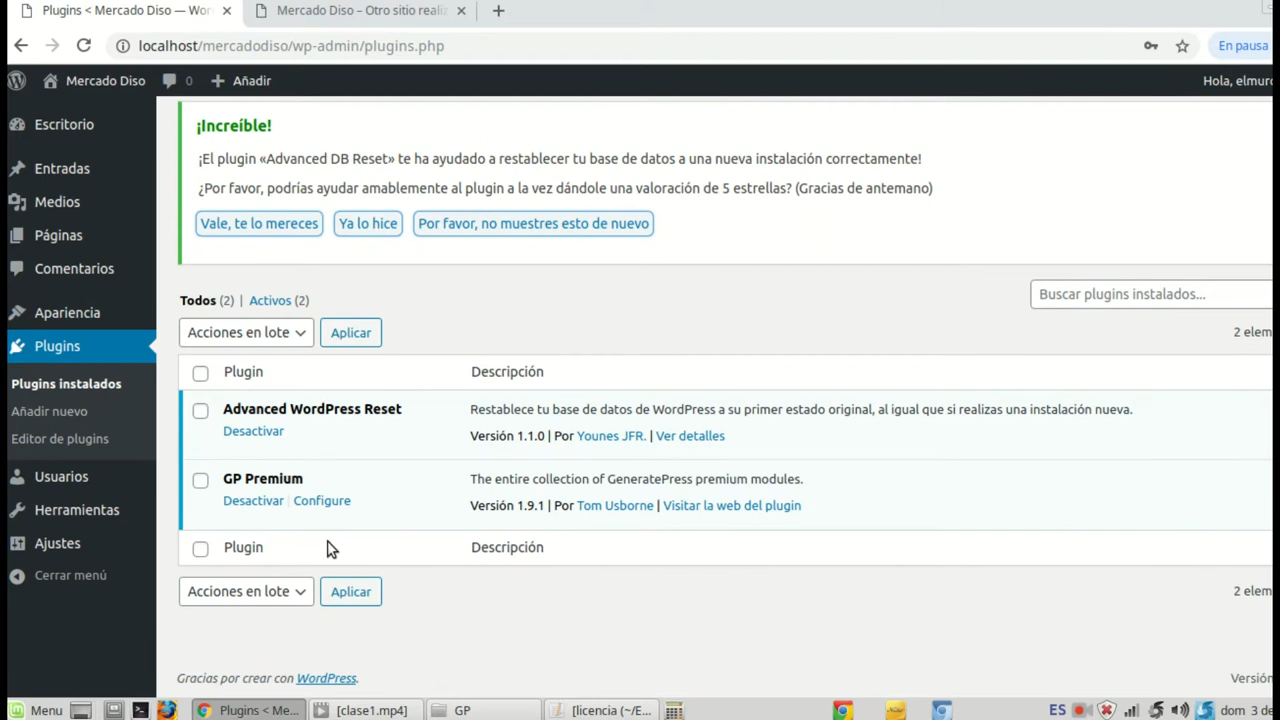 Plugins < Mercado Diso — Wor
Mercado Diso – Otro sitio realiz
localhost/mercadodiso/wp-admin/plugins.php
En pausa
Mercado Diso
0
Añadir
Hola, elmuro
Escritorio
Entradas
Medios
Páginas
Comentarios
Apariencia
Plugins
Plugins instalados
Añadir nuevo
Editor de plugins
Usuarios
Herramientas
Ajustes
Cerrar menú
¡Increíble!
¡El plugin «Advanced DB Reset» te ha ayudado a restablecer tu base de datos a una nueva instalación correctamente!
¿Por favor, podrías ayudar amablemente al plugin a la vez dándole una valoración de 5 estrellas? (Gracias de antemano)
Vale, te lo mereces
Ya lo hice
Por favor, no muestres esto de nuevo
Todos (2) | Activos (2)
Buscar plugins instalados...
Acciones en lote
Aplicar
2 elem
Plugin
Descripción
Advanced WordPress Reset
Restablece tu base de datos de WordPress a su primer estado original, al igual que si realizas una instalación nueva.
Desactivar
Versión 1.1.0 | Por Younes JFR. | Ver detalles
GP Premium
The entire collection of GeneratePress premium modules.
Desactivar | Configure
Versión 1.9.1 | Por Tom Usborne | Visitar la web del plugin
Plugin
Descripción
Acciones en lote
Aplicar
2 elem
Gracias por crear con WordPress.
Versión
Menu
Plugins < Me...
[clase1.mp4]
GP
[licencia (~/E...
ES
dom 3 de